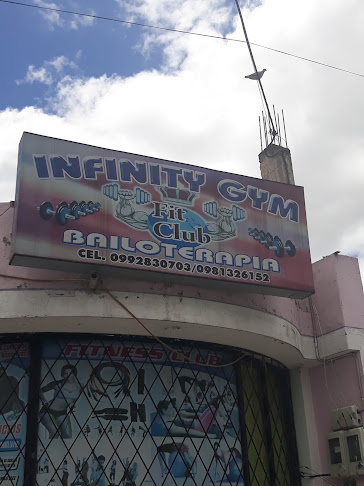 INFINITY GYM
Fit
Club
BAILOTERAPIA
CEL. 0992830703/0981326152
FITNESS CLUB